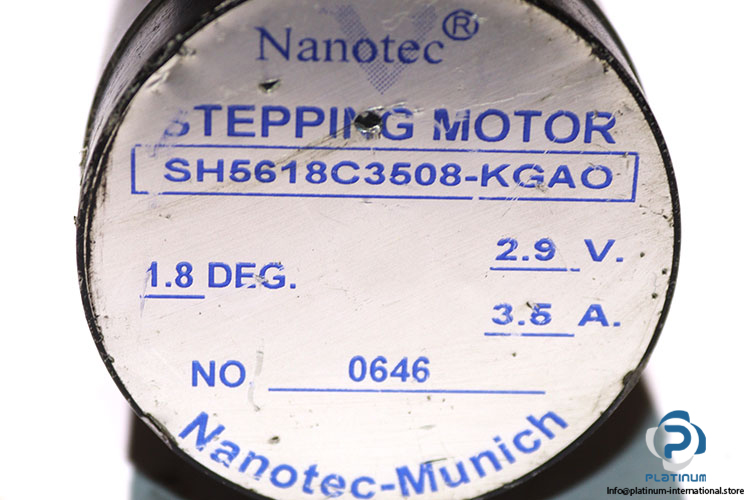 Nanotec®
STEPPING MOTOR
SH5618C3508-KGAO
1.8 DEG.
2.9 V.
3.5 A.
NO 0646
Nanotec-Munich
PLATINUM
Info@platinum-international.store